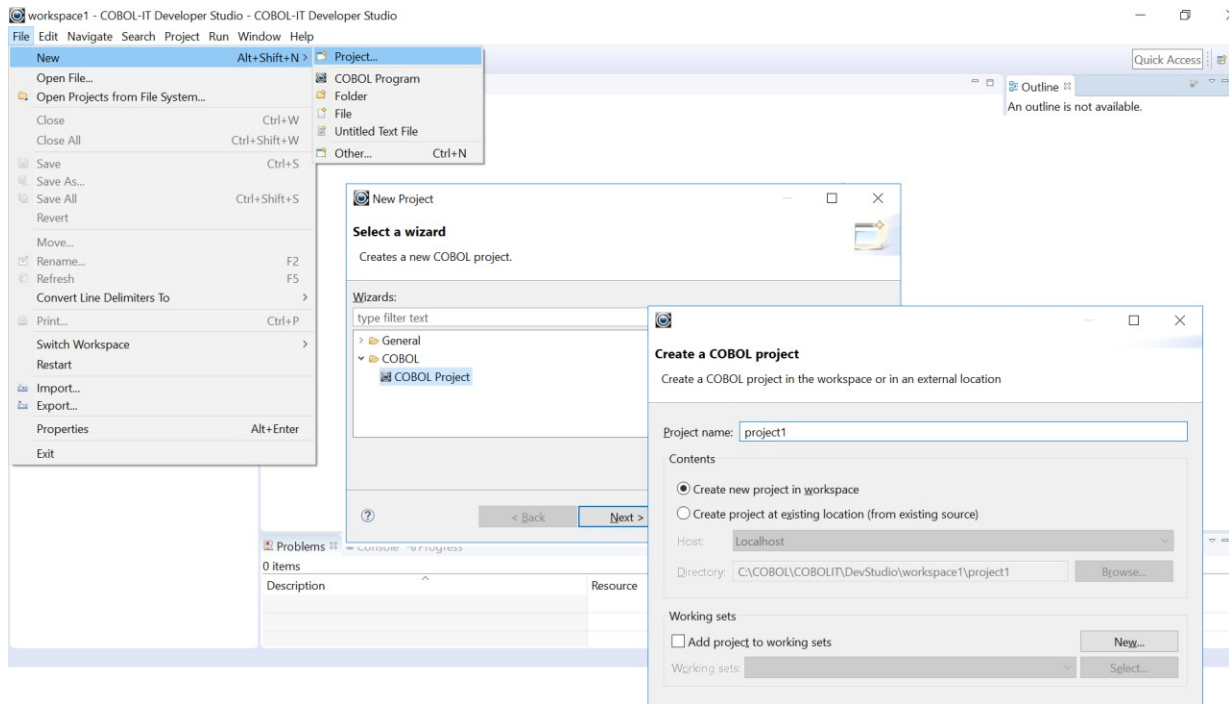 workspace1 - COBOL-IT Developer Studio - COBOL-IT Developer Studio
File Edit Navigate Search Project Run Window Help
New Alt+Shift+N >
Open File...
Open Projects from File System...
Close Ctrl+W
Close All Ctrl+Shift+W
Save Ctrl+S
Save As...
Save All Ctrl+Shift+S
Revert
Move...
Rename... F2
Refresh F5
Convert Line Delimiters To >
Print... Ctrl+P
Switch Workspace >
Restart
Import...
Export...
Properties Alt+Enter
Exit
Project...
COBOL Program
Folder
File
Untitled Text File
Other... Ctrl+N
Quick Access
Outline
An outline is not available.
New Project
Select a wizard
Creates a new COBOL project.
Wizards:
type filter text
General
COBOL
COBOL Project
< Back Next >
Create a COBOL project
Create a COBOL project in the workspace or in an external location
Project name: project1
Contents
Create new project in workspace
Create project at existing location (from existing source)
Host: Localhost
Directory: C:\COBOL\COBOLIT\DevStudio\workspace1\project1 Browse...
Working sets
Add project to working sets New...
Working sets: Select...
Problems Console Progress
0 items
Description Resource